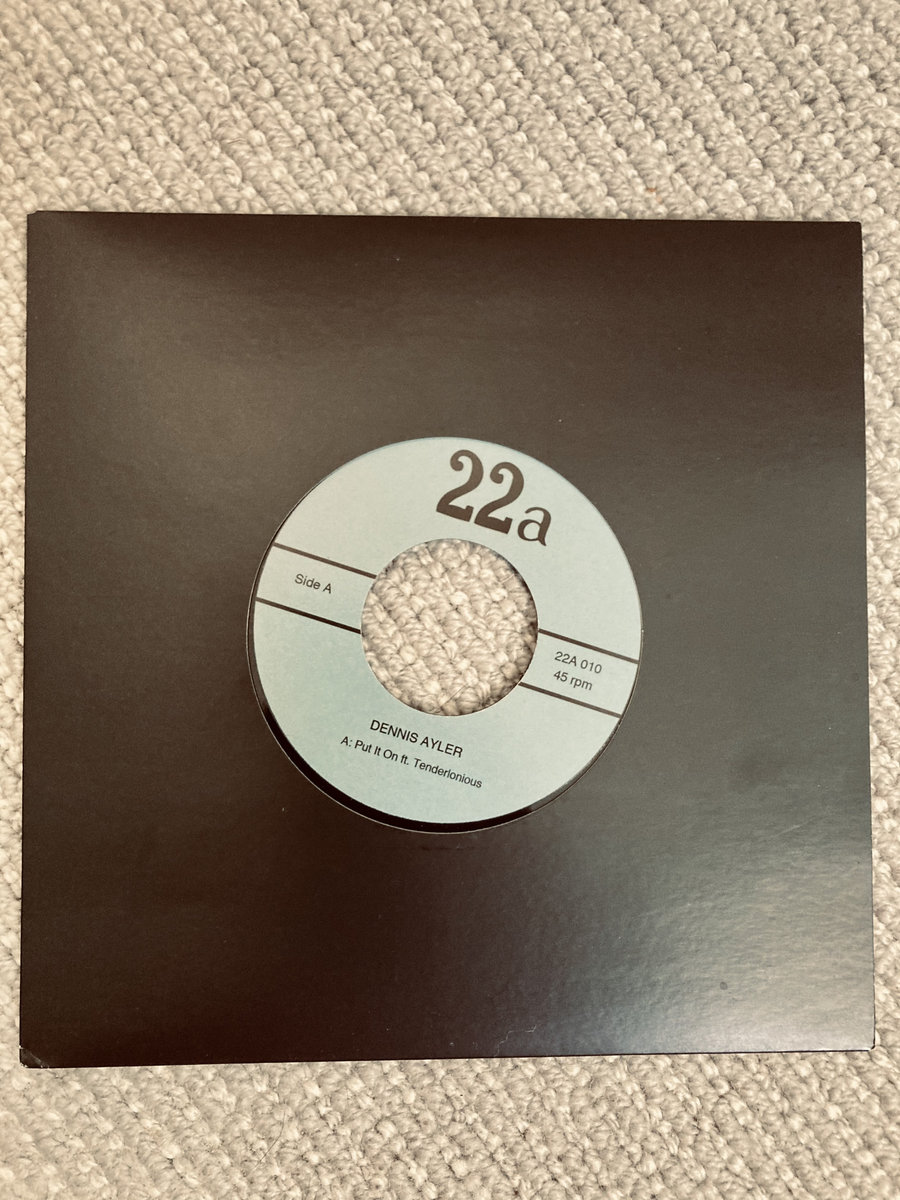 22a
Side A
22A 010
45 rpm
DENNIS AYLER
A: Put It On ft. Tenderlonious